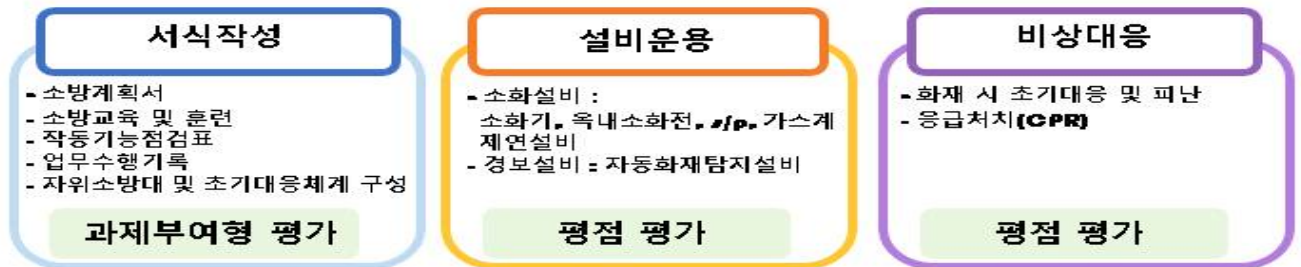 서식작성
- 소방계획서
- 소방교육 및 훈련
- 작동기능점검표
- 업무수행기록
- 자위소방대 및 초기대응체계 구성
과제부여형 평가
설비운용
- 소화설비 :
소화기, 옥내소화전, s/p, 가스계
제연설비
- 경보설비 : 자동화재탐지설비
평점 평가
비상대응
- 화재 시 초기대응 및 피난
- 응급처치(CPR)
평점 평가